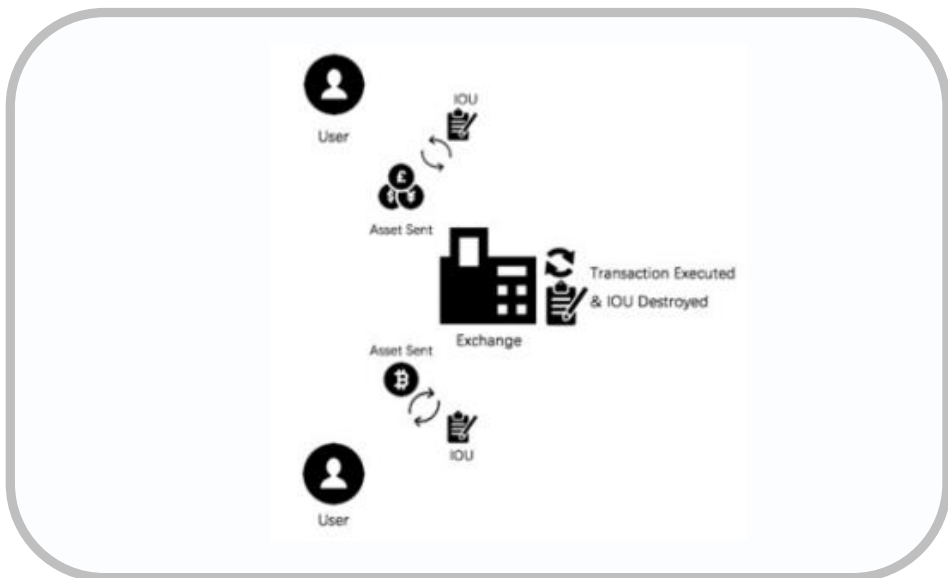 IOU
User
Asset Sent
Transaction Executed
& IOU Destroyed
Exchange
Asset Sent
IOU
User